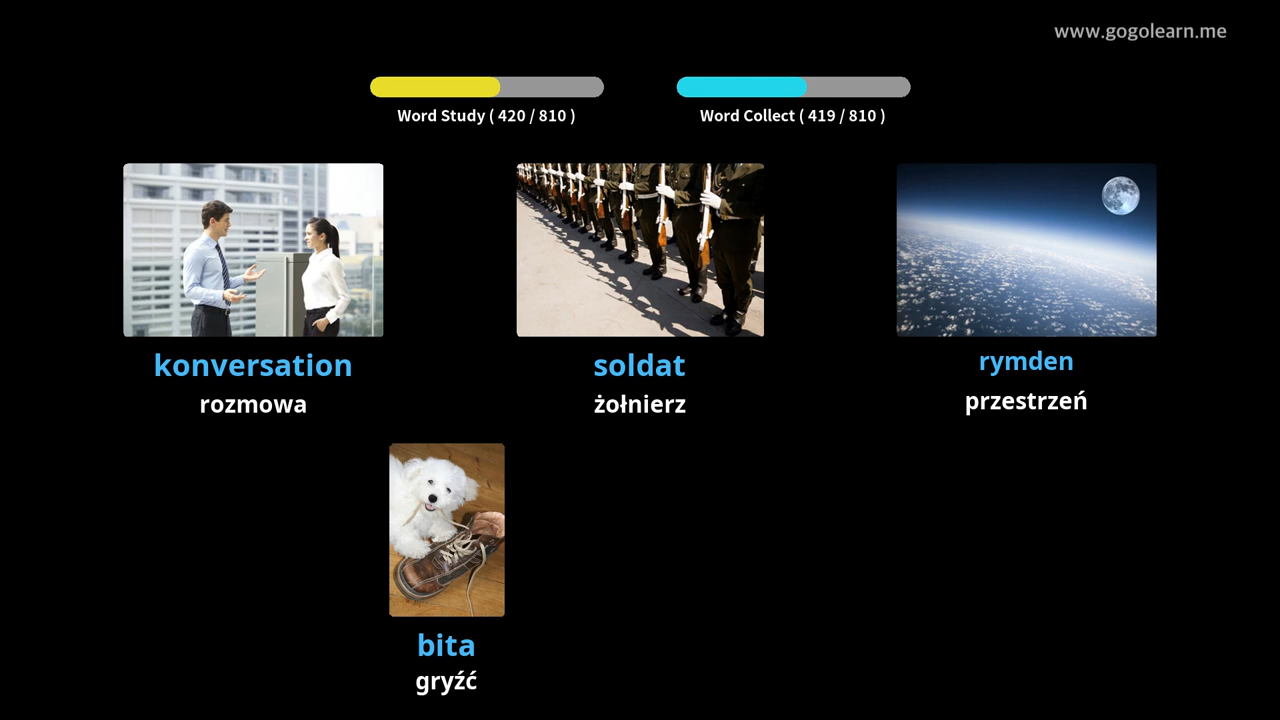 www.gogolearn.me
Word Study ( 420 / 810 )
Word Collect ( 419 / 810 )
konversation
rozmowa
soldat
żołnierz
rymden
przestrzeń
bita
gryźć